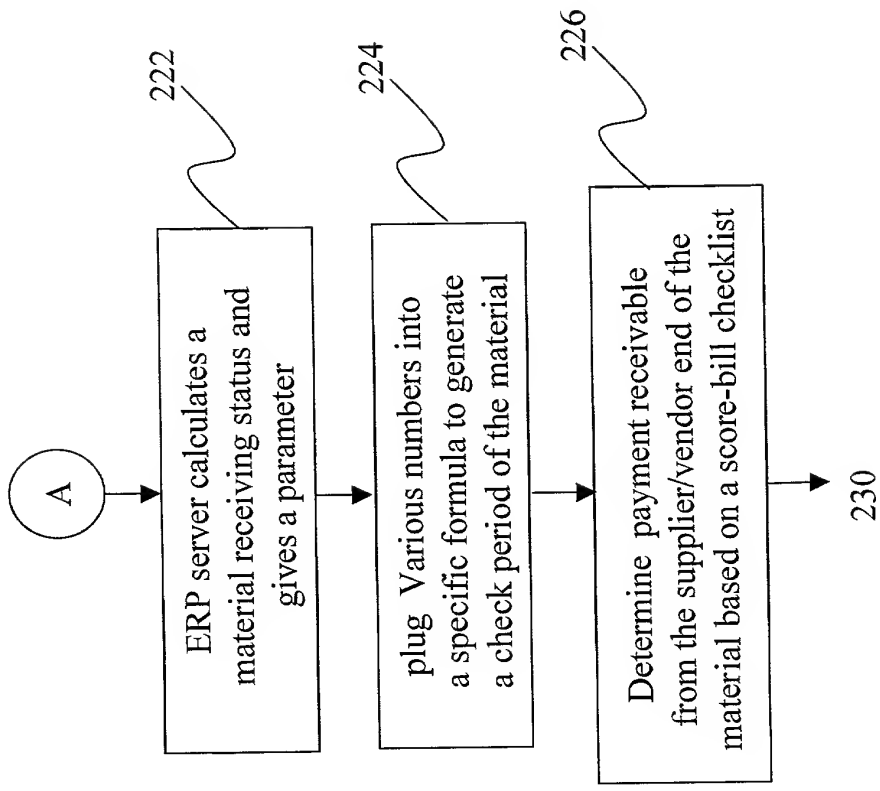 A
222
ERP server calculates a
material receiving status and
gives a parameter
224
plug Various numbers into
a specific formula to generate
a check period of the material
226
Determine payment receivable
from the supplier/vendor end of the
material based on a score-bill checklist
230